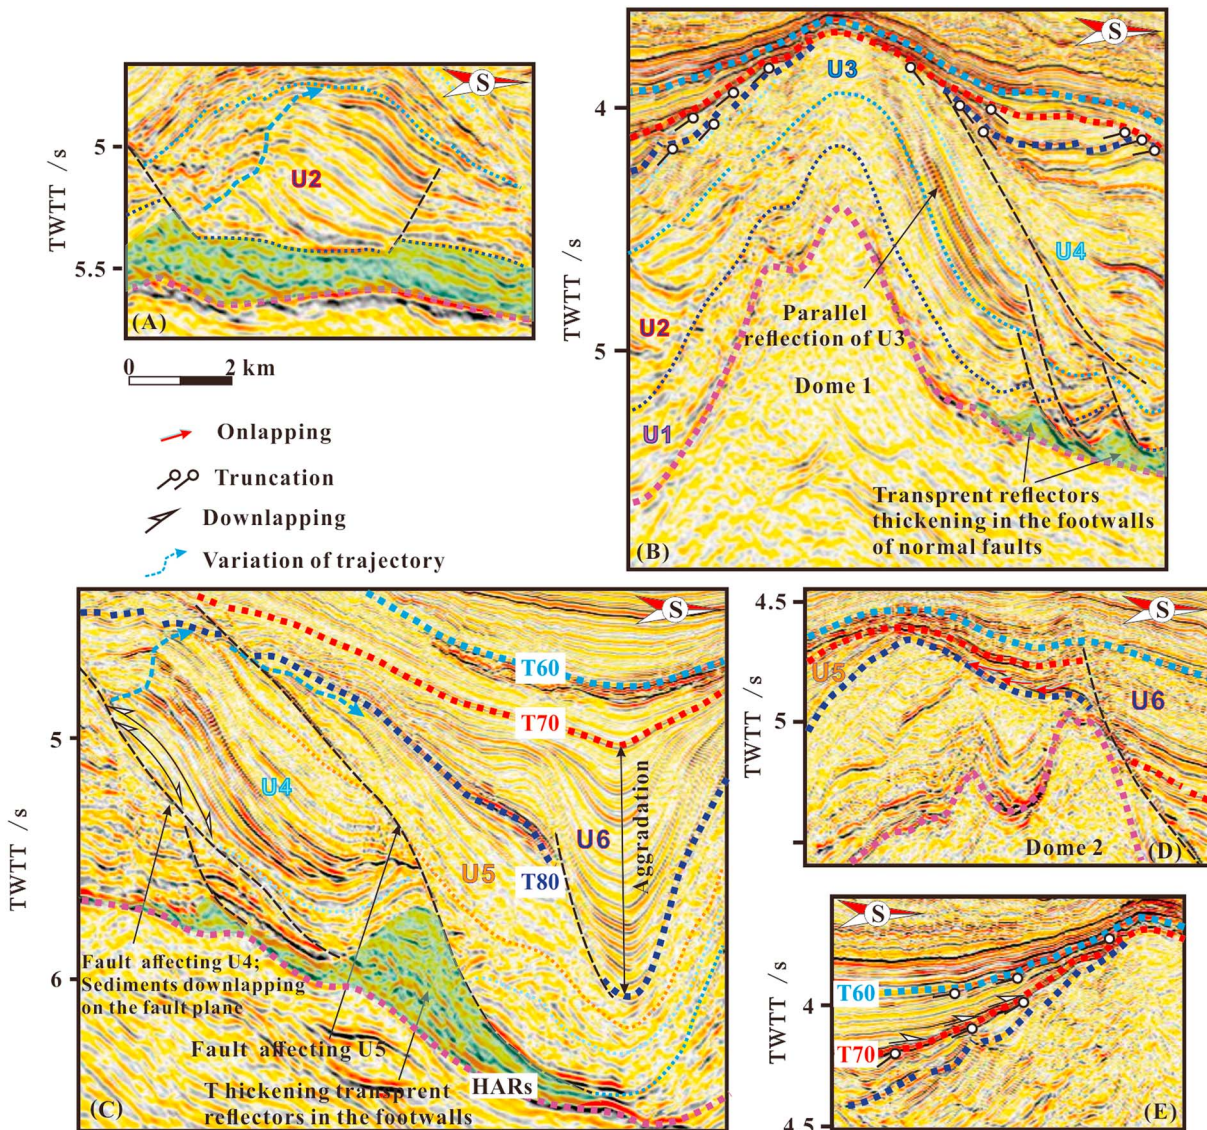 S
TWTT /s
5
5.5
U2
(A)
0
2 km
Onlapping
Truncation
Downlapping
Variation of trajectory
S
TWTT /s
4
5
U3
U4
U2
U1
Parallel
reflection of U3
Dome 1
Transprent reflectors
thickening in the footwalls
of normal faults
(B)
S
TWTT /s
5
6
T60
T70
U4
U6
U5
T80
Aggradation
Fault affecting U4;
Sediments downlapping
on the fault plane
Fault affecting U5
Thickening transprent
reflectors in the footwalls
HARs
(C)
S
TWTT /s
4.5
5
U5
U6
Dome 2
(D)
S
TWTT /s
4
4.5
T60
T70
(E)